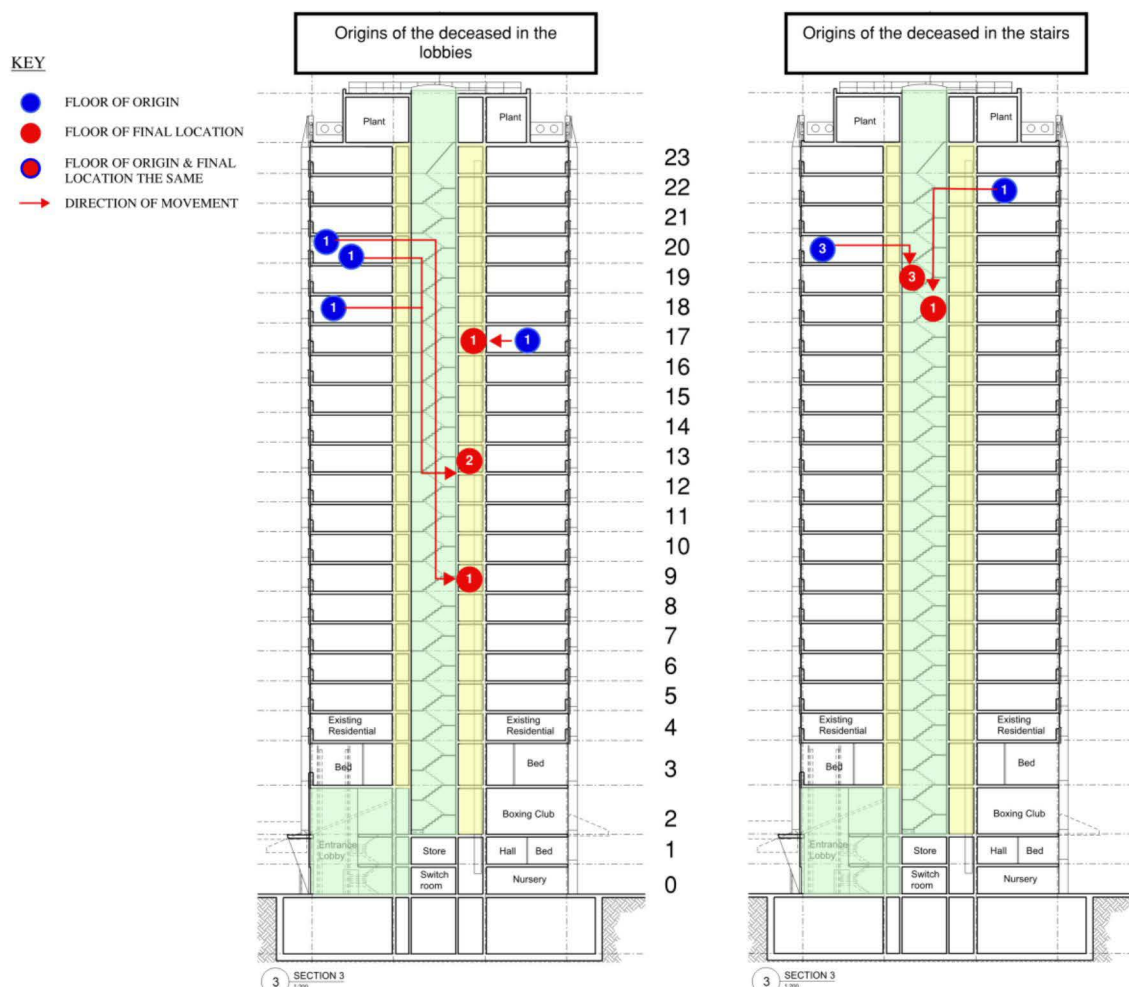 Origins of the deceased in the
lobbies
Origins of the deceased in the stairs
KEY
FLOOR OF ORIGIN
FLOOR OF FINAL LOCATION
FLOOR OF ORIGIN & FINAL
LOCATION THE SAME
DIRECTION OF MOVEMENT
Plant
Plant
23
22
21
1
1
20
19
1
18
1
1
17
16
15
14
2
13
12
11
10
1
9
8
7
6
5
Existing
Residential
Existing
Residential
4
Bed
Bed
3
Boxing Club
2
Entrance
Lobby
Store
Hall
Bed
1
Switch
room
Nursery
0
3
SECTION 3
1:200
Plant
Plant
1
3
3
1
Existing
Residential
Existing
Residential
Bed
Bed
Boxing Club
Entrance
Lobby
Store
Hall
Bed
Switch
room
Nursery
3
SECTION 3
1:200